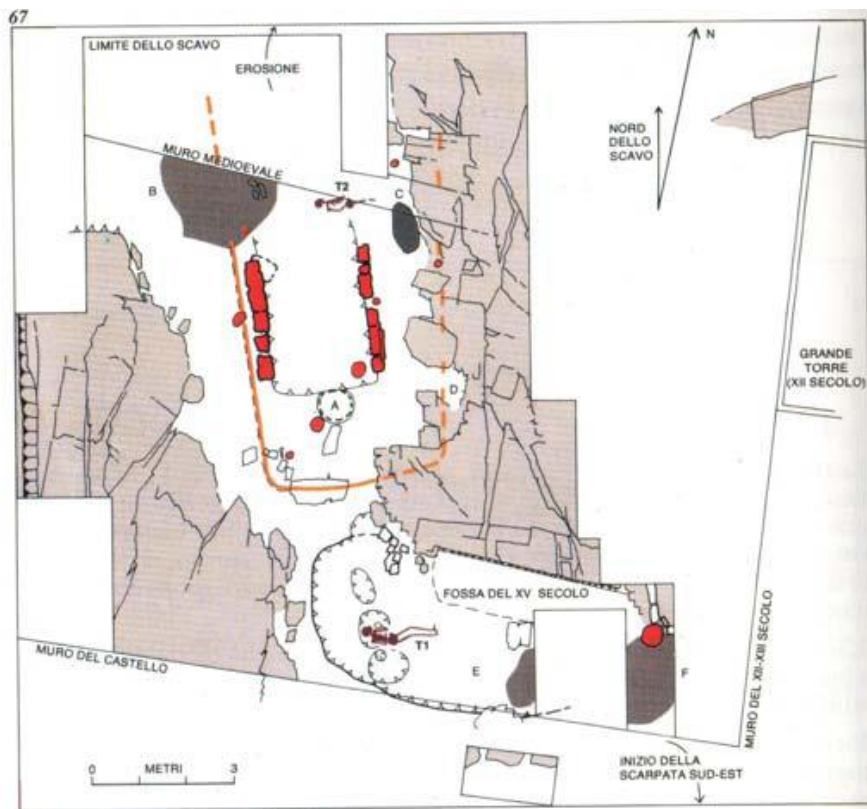 67
LIMITE DELLO SCAVO
EROSIONE
N
NORD
DELLO
SCAVO
MURO MEDIOEVALE
B
T2
C
GRANDE
TORRE
(XII SECOLO)
D
A
FOSSA DEL XV SECOLO
T1
E
F
MURO DEL CASTELLO
MURO DEL XII-XIII SECOLO
0 METRI 3
INIZIO DELLA
SCARPATA SUD-EST